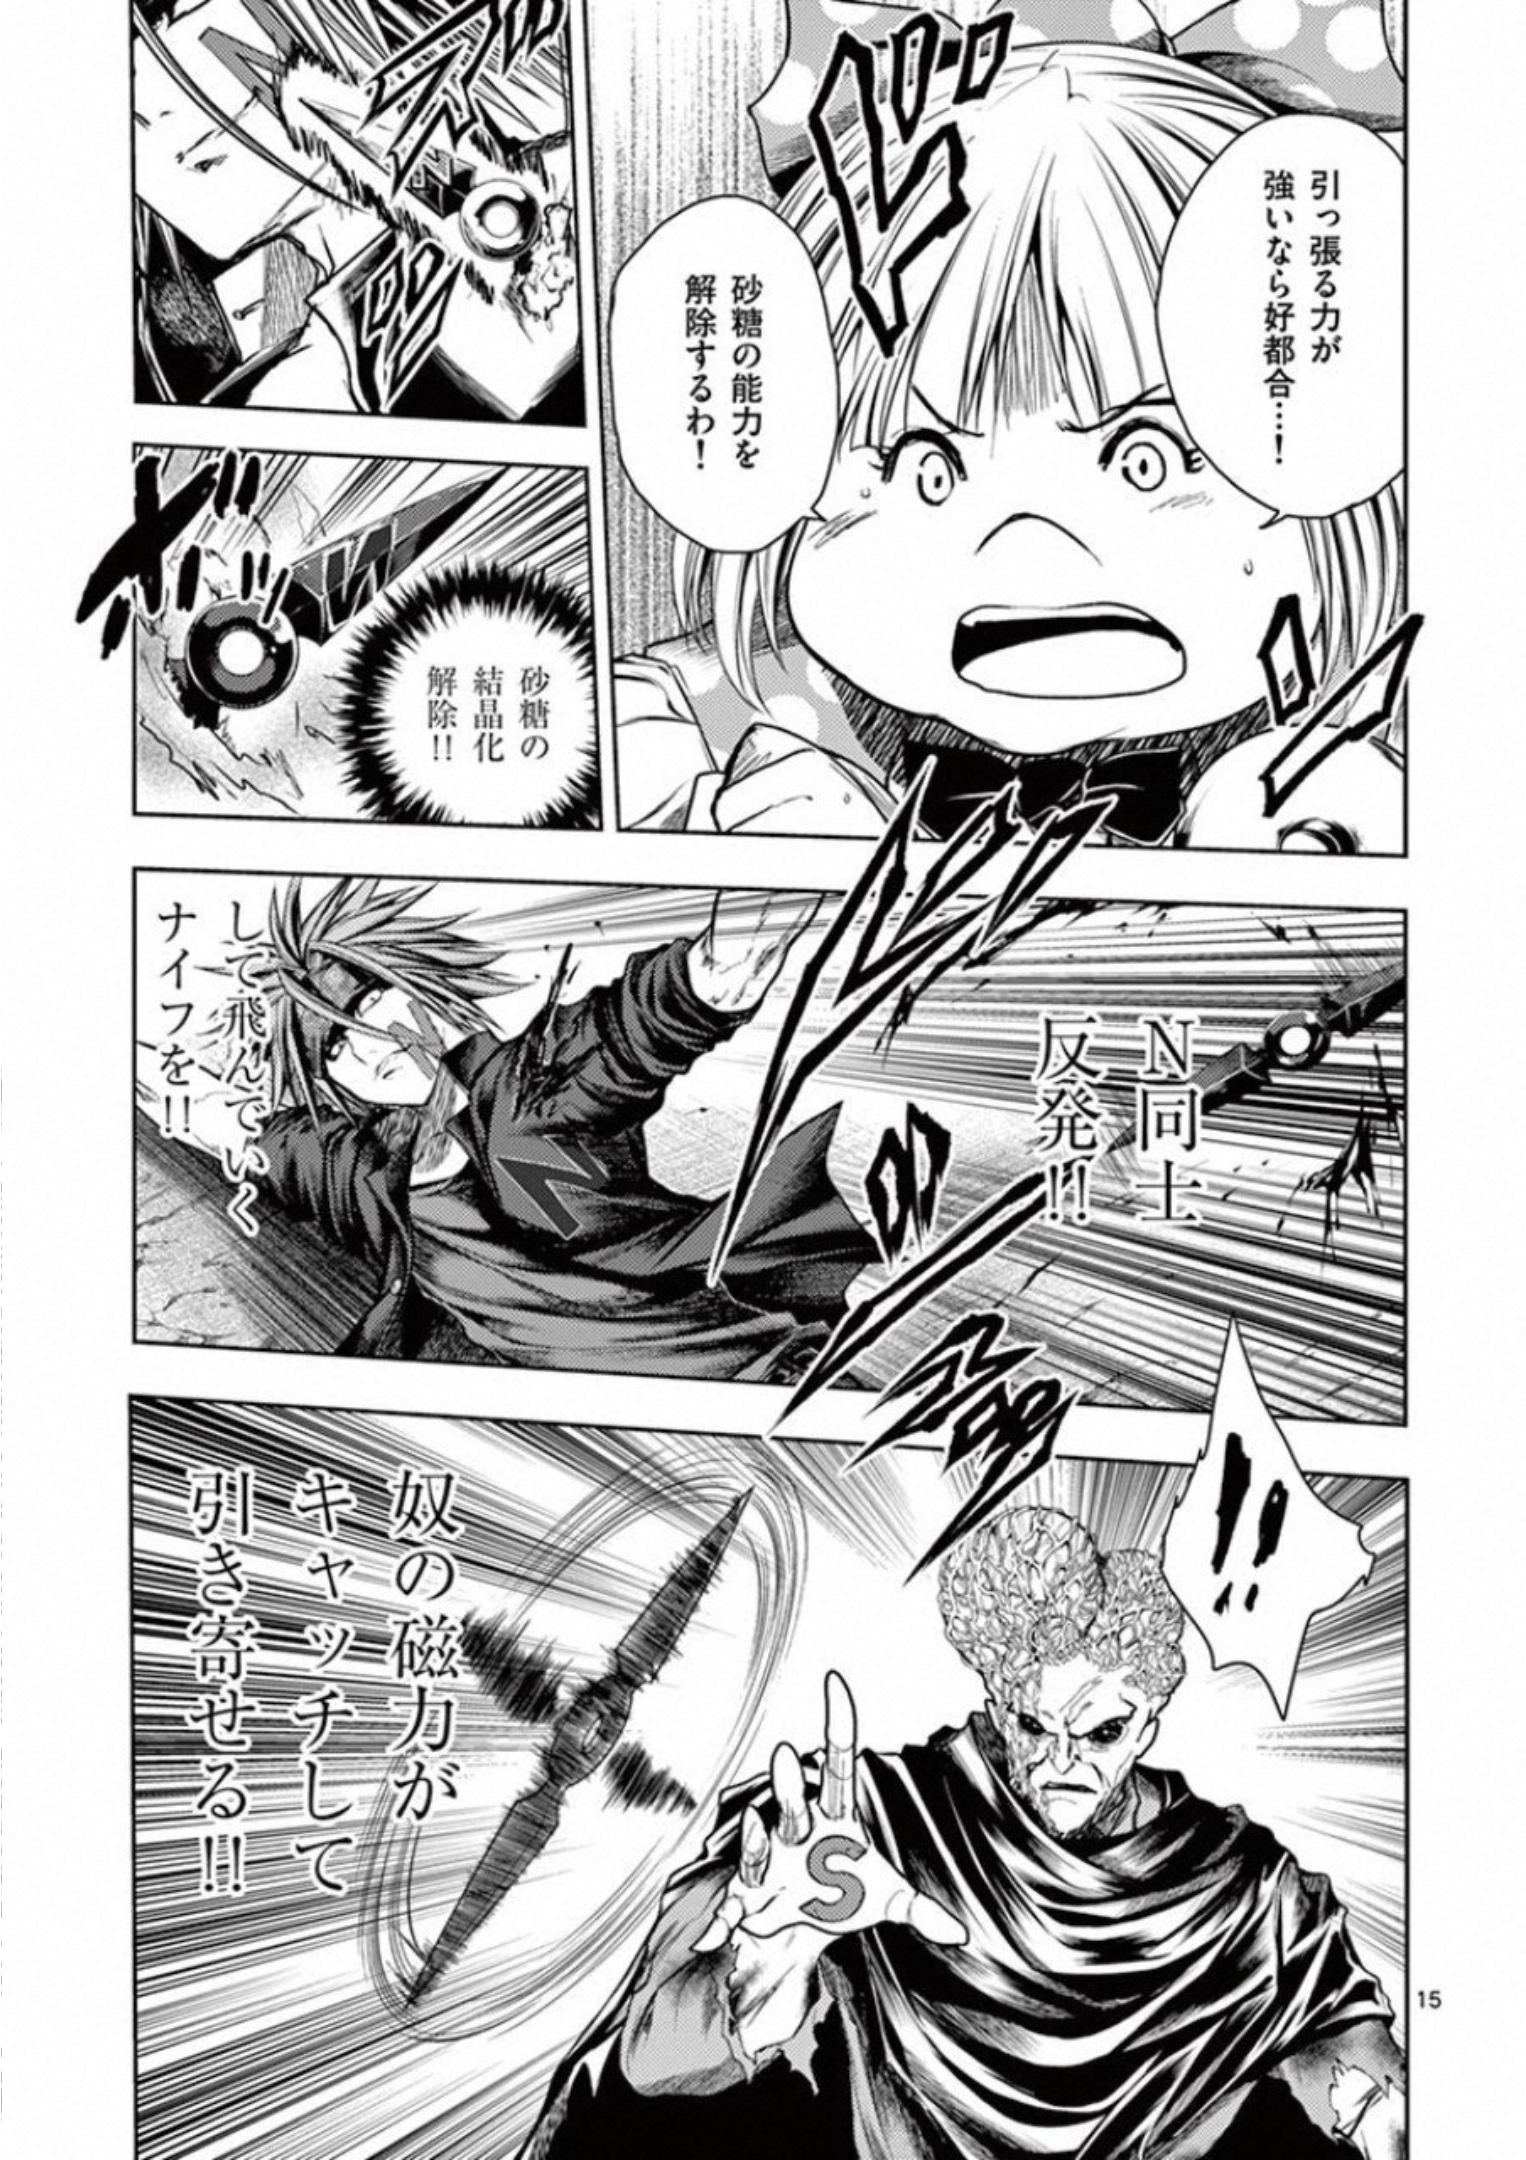 引っ張る力が
強いなら好都合…！
砂糖の能力を
解除するわ！
砂糖の
結晶化
解除！！
N同士
反発！！
して飛んでいく
ナイフを！！
！！
奴の磁力が
キャッチして
引き寄せる！！
S
N
15